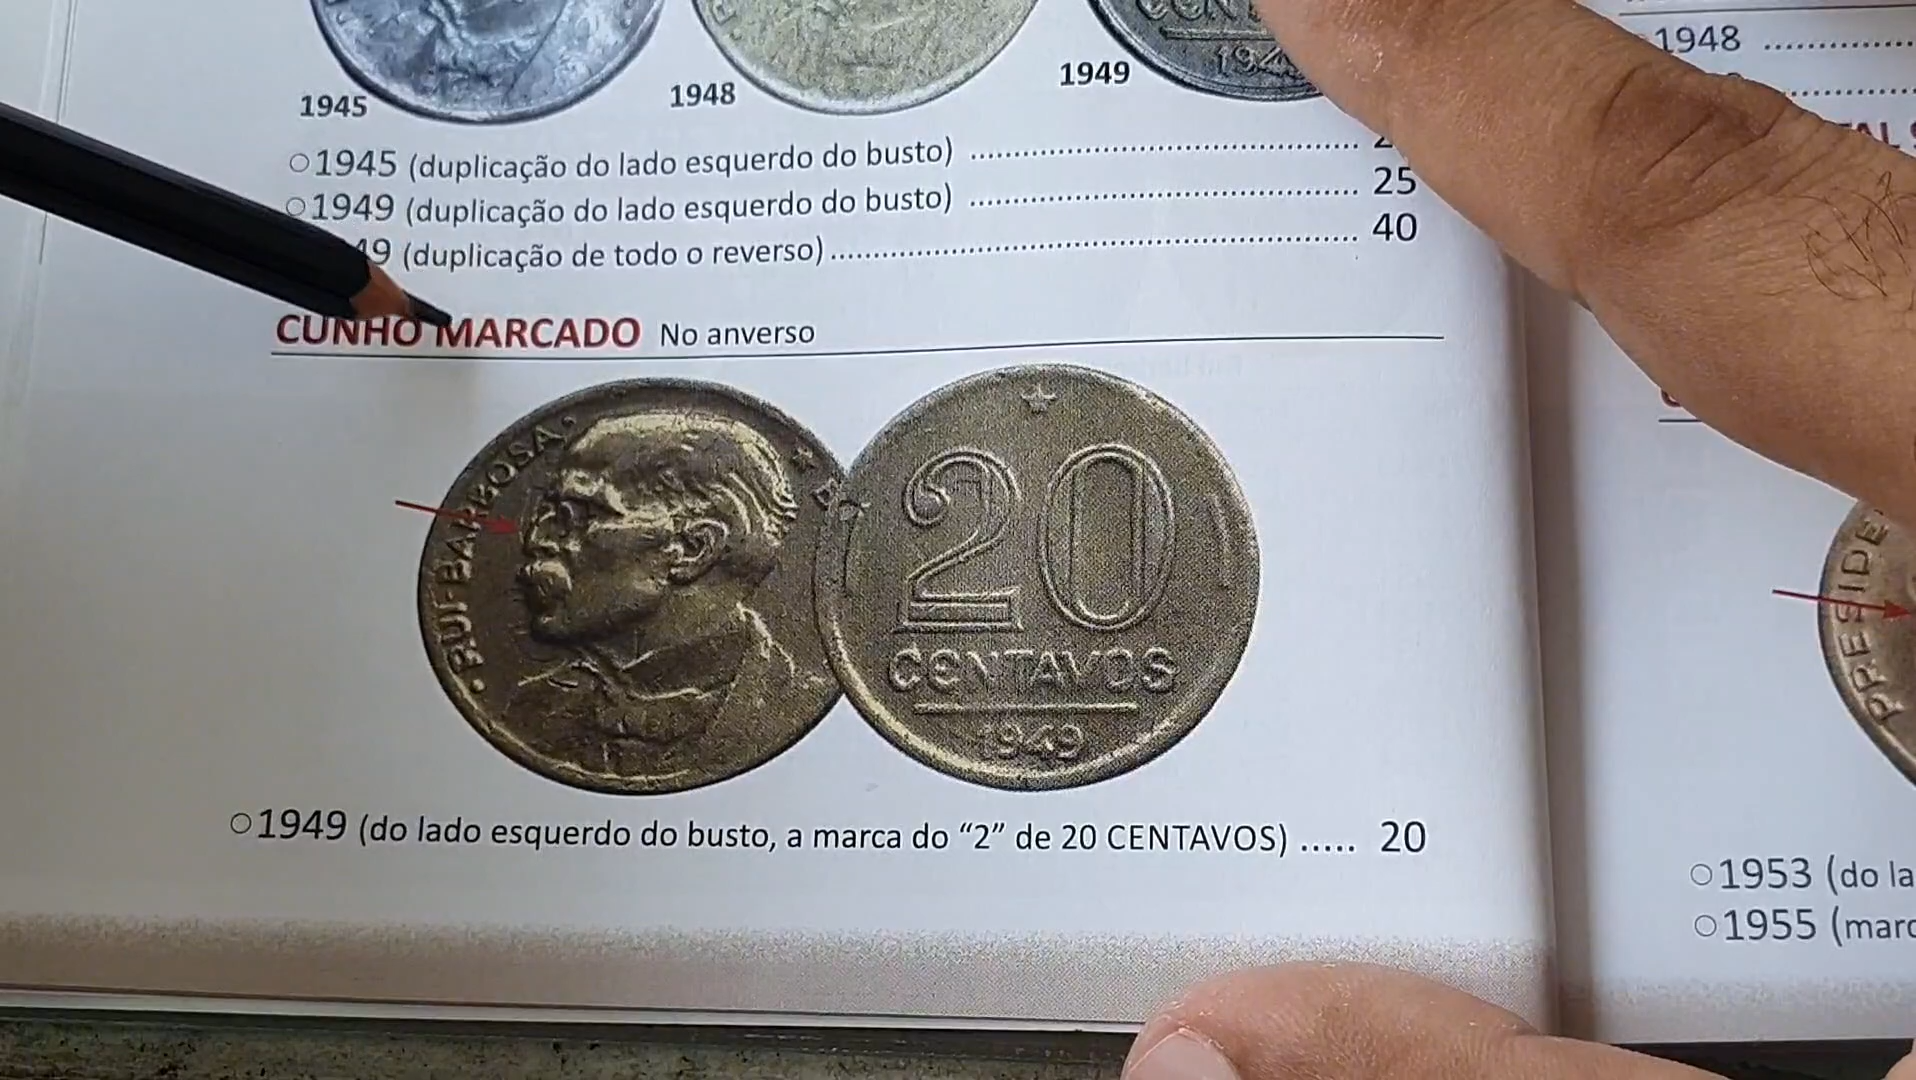 1945
1948
1949
1945 (duplicação do lado esquerdo do busto)
1949 (duplicação do lado esquerdo do busto) 25
(duplicação de todo o reverso) 40
CUNHO MARCADO No anverso
RUI BARBOSA
20
CENTAVOS
1949
1949 (do lado esquerdo do busto, a marca do “2” de 20 CENTAVOS) ..... 20
1948
1953 (do la
1955 (marc